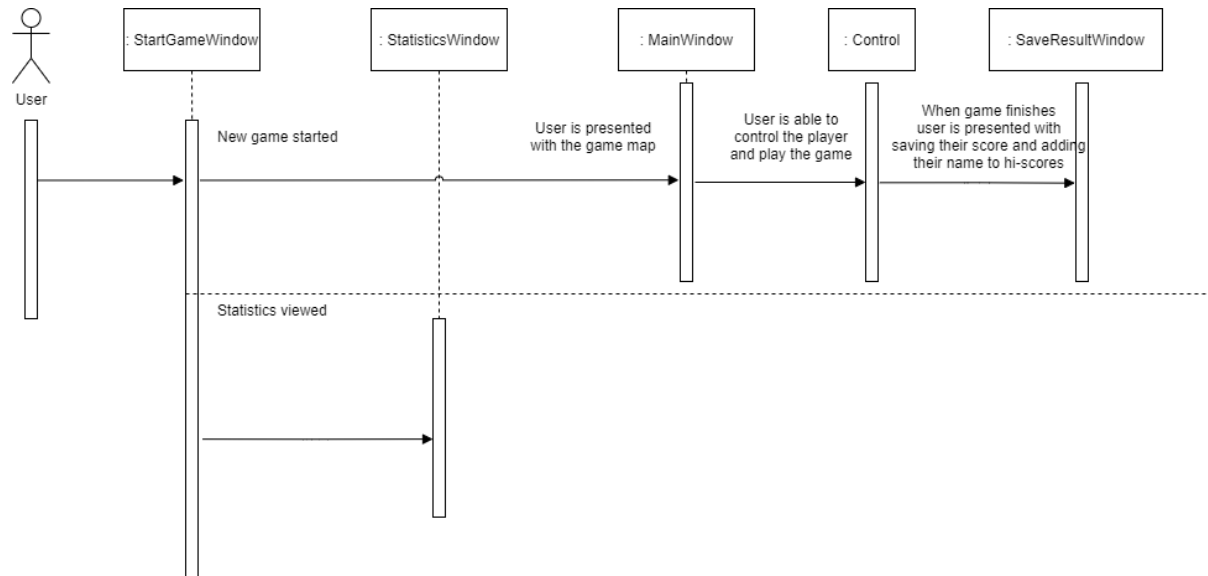 : StartGameWindow
: StatisticsWindow
: MainWindow
: Control
: SaveResultWindow
User
New game started
User is presented
with the game map
User is able to
control the player
and play the game
When game finishes
user is presented with
saving their score and adding
their name to hi-scores
Statistics viewed